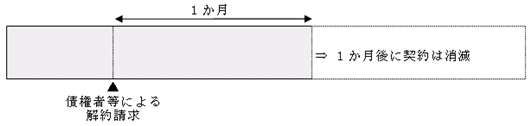 １か月
⇒ １か月後に契約は消滅
債権者等による
解約請求